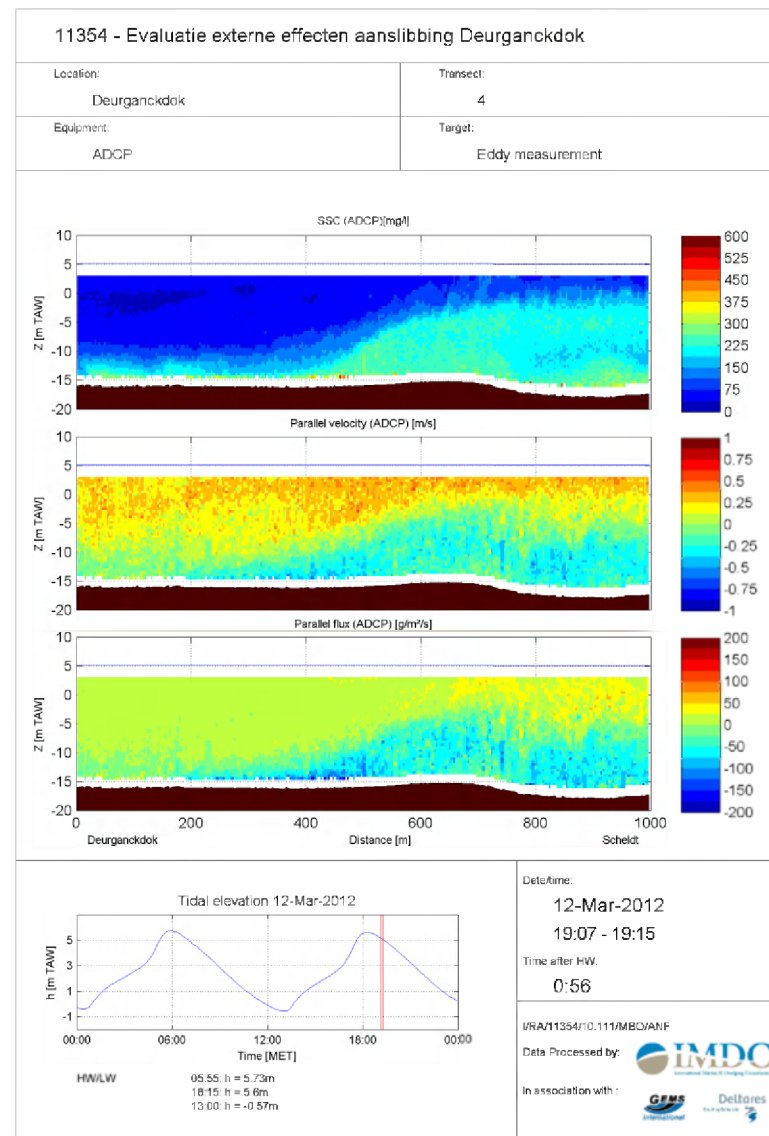 11354 - Evaluatie externe effecten aanslibbing Deurganckdok
Location:
Deurganckdok
Transect:
4
Equipment:
ADCP
Target:
Eddy measurement
SSC (ADCP)[mg/l]
10
5
0
-5
-10
-15
-20
Z [m TAW]
600
525
450
375
300
225
150
75
0
Parallel velocity (ADCP) [m/s]
10
5
0
-5
-10
-15
-20
Z [m TAW]
1
0.75
0.5
0.25
0
-0.25
-0.5
-0.75
-1
Parallel flux (ADCP) [g/m²/s]
10
5
0
-5
-10
-15
-20
Z [m TAW]
200
150
100
50
0
-50
-100
-150
-200
0 200 400 600 800 1000
Deurganckdok Distance [m] Scheldt
Tidal elevation 12-Mar-2012
5
3
1
-1
h [m TAW]
00:00 06:00 12:00 18:00 00:00
Time [MET]
HW/LW
05:55: h = 5.73m
18:15: h = 5.6m
13:00: h = -0.57m
Date/time:
12-Mar-2012
19:07 - 19:15
Time after HW:
0:56
I/RA/11354/10.111/MBO/ANF
Data Processed by:
IMDC
In association with :
GEMS
International
Deltares